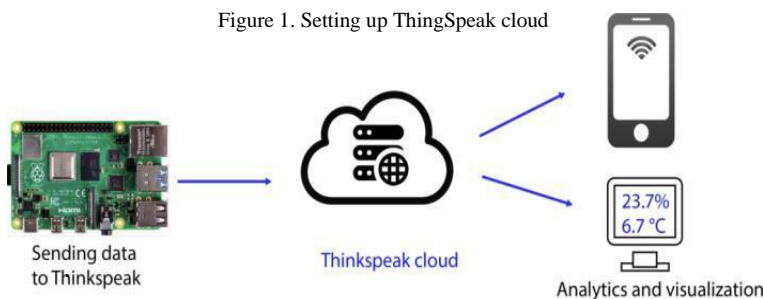 Figure 1. Setting up ThingSpeak cloud
23.7%
6.7 °C
Sending data
to Thinkspeak
Thinkspeak cloud
Analytics and visualization
HDMI